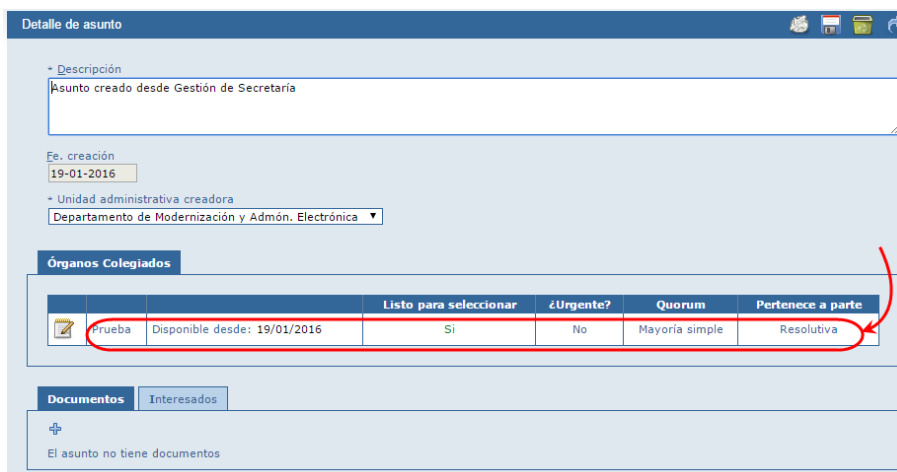 Detalle de asunto
* Descripción
Asunto creado desde Gestión de Secretaría
Fe. creación
19-01-2016
* Unidad administrativa creadora
Departamento de Modernización y Admón. Electrónica
Órganos Colegiados
Listo para seleccionar ¿Urgente? Quorum Pertenece a parte
Prueba Disponible desde: 19/01/2016 Si No Mayoría simple Resolutiva
Documentos Interesados
El asunto no tiene documentos